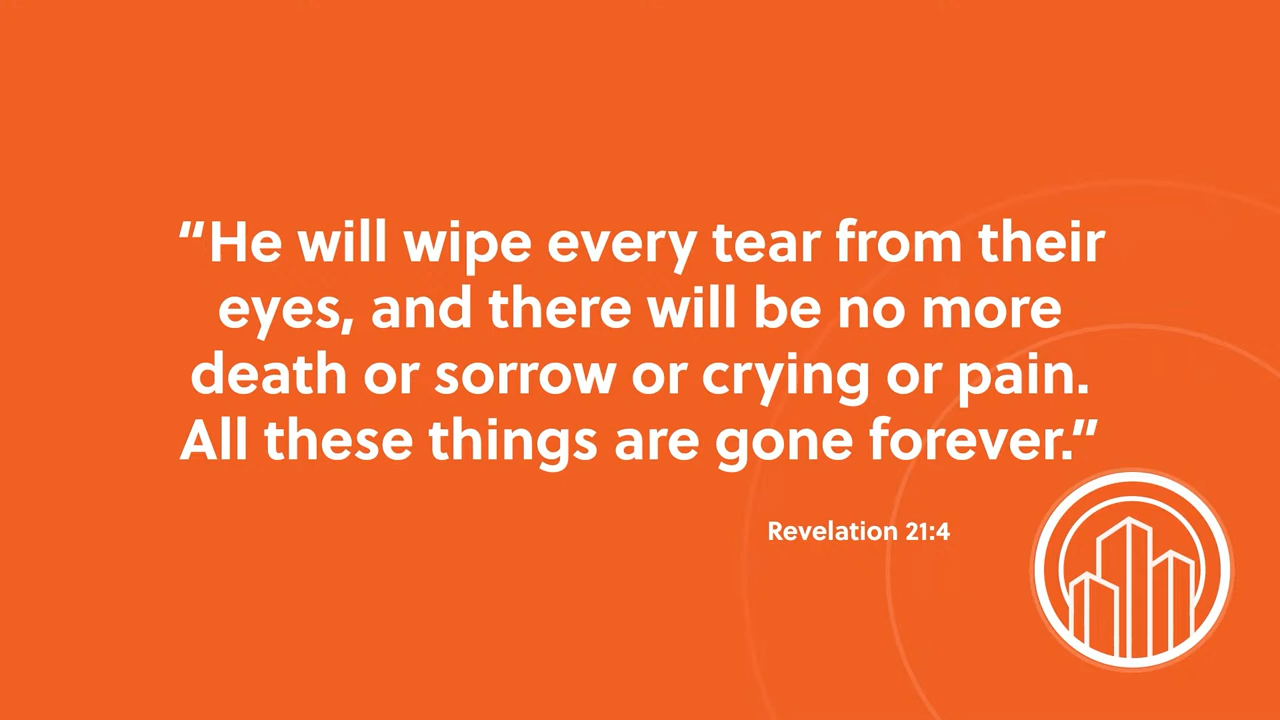 “He will wipe every tear from their
eyes, and there will be no more
death or sorrow or crying or pain.
All these things are gone forever.”
Revelation 21:4